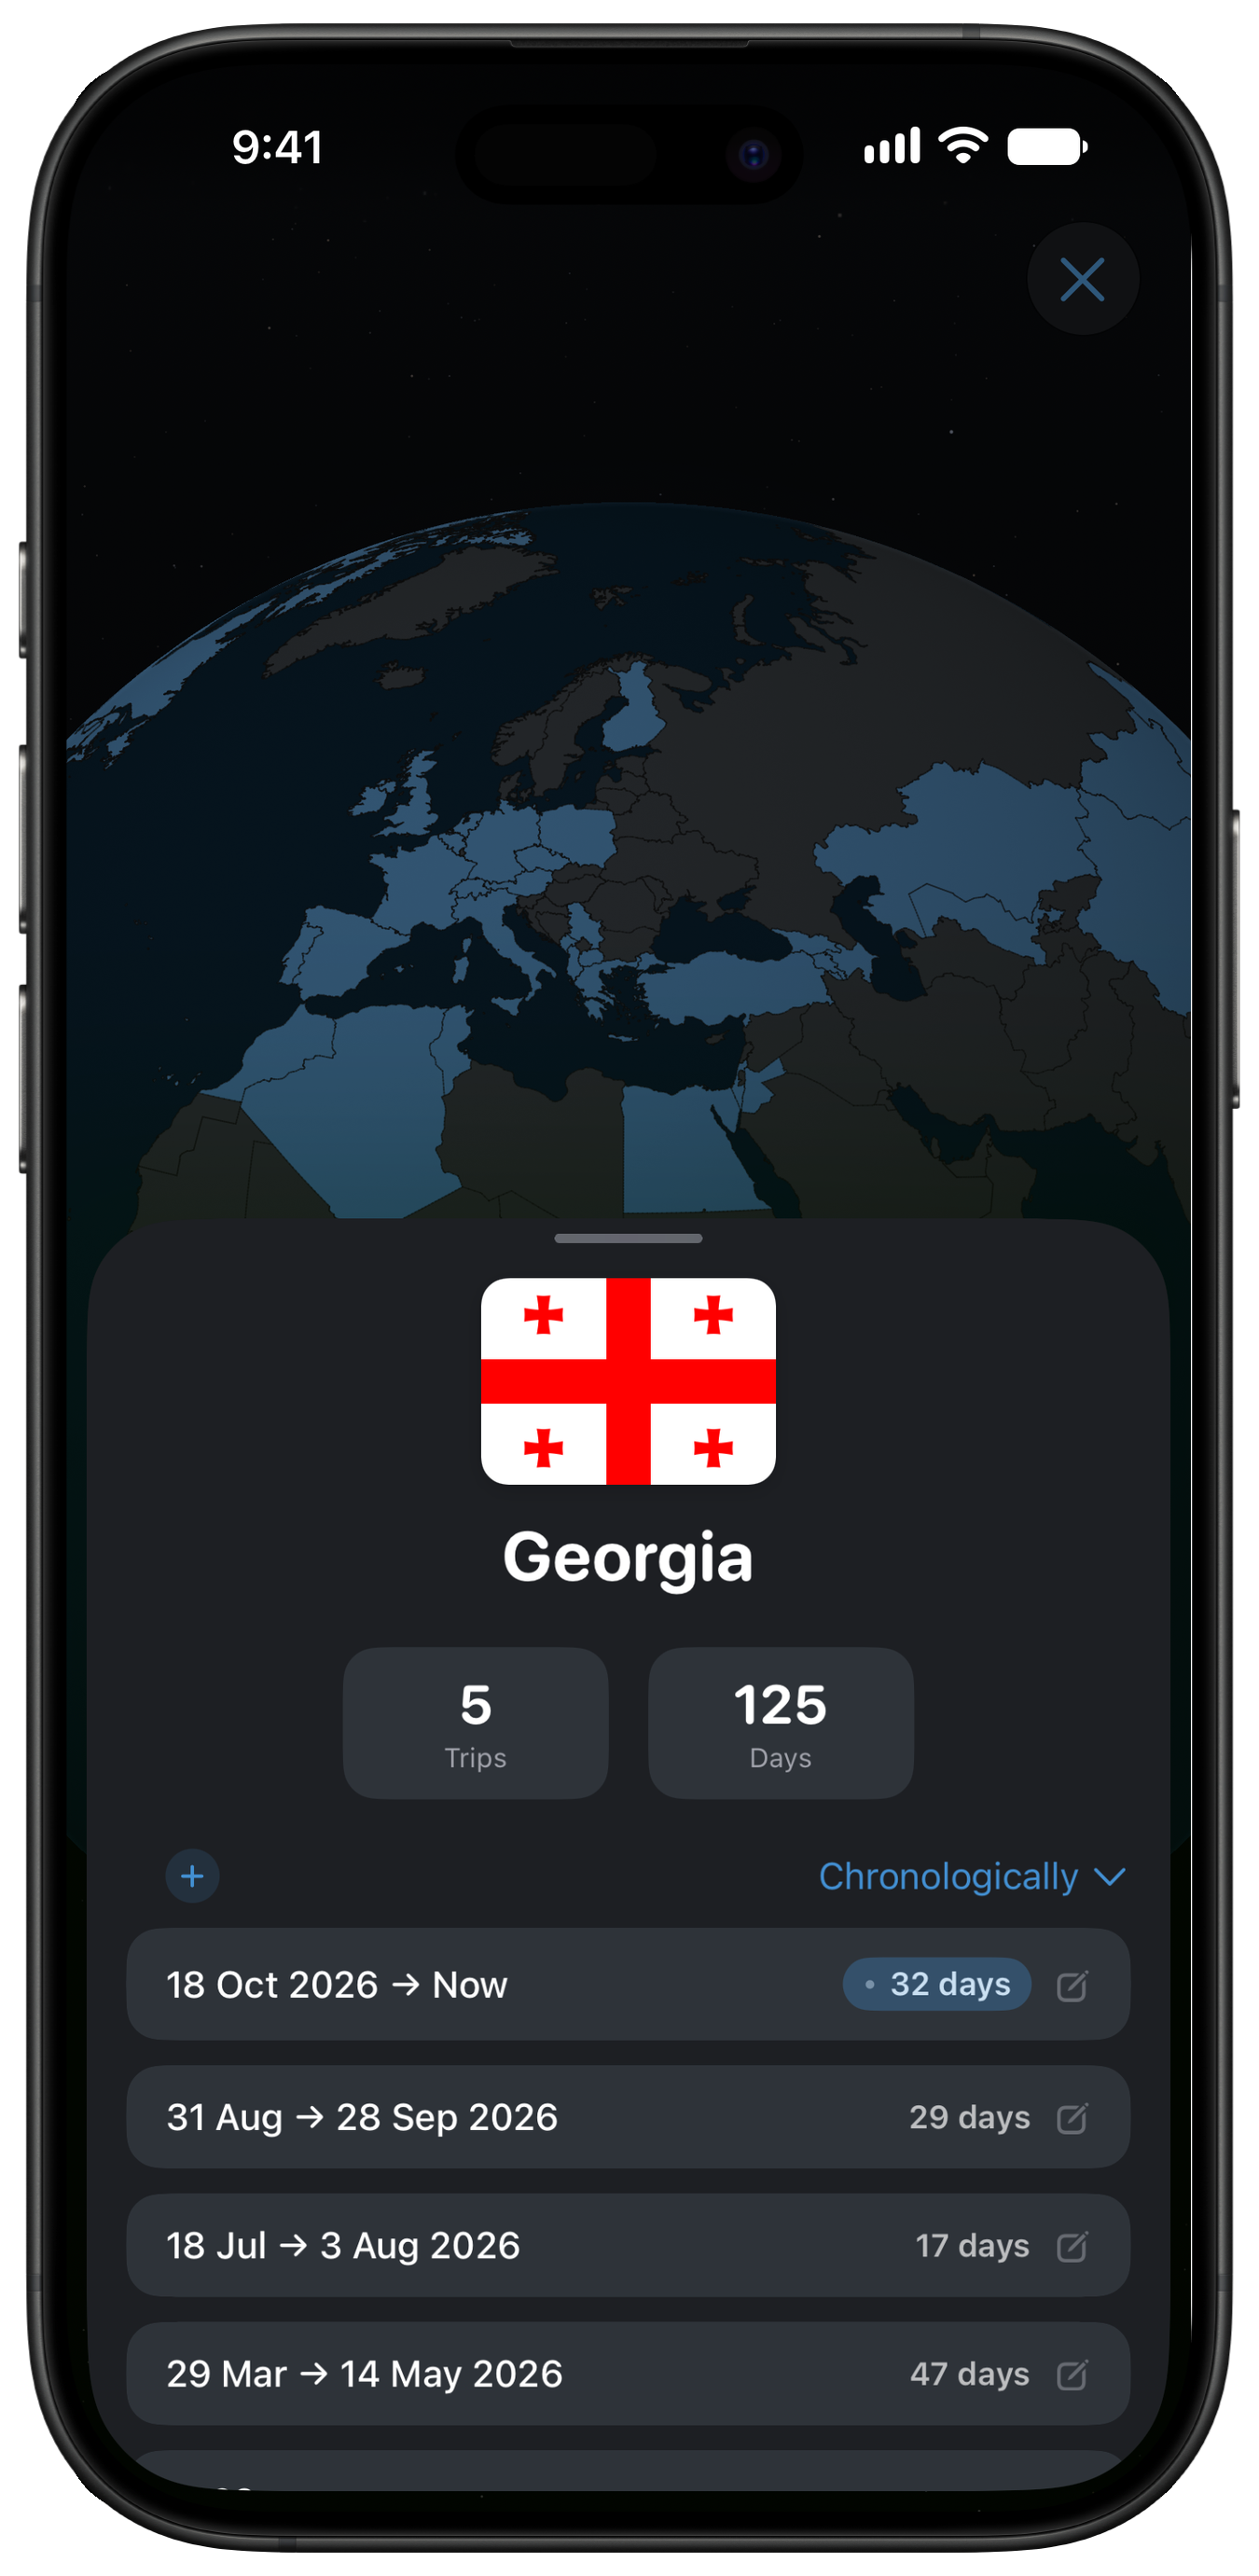 9:41
Georgia
5
Trips
125
Days
Chronologically
18 Oct 2026 → Now
• 32 days
31 Aug → 28 Sep 2026
29 days
18 Jul → 3 Aug 2026
17 days
29 Mar → 14 May 2026
47 days